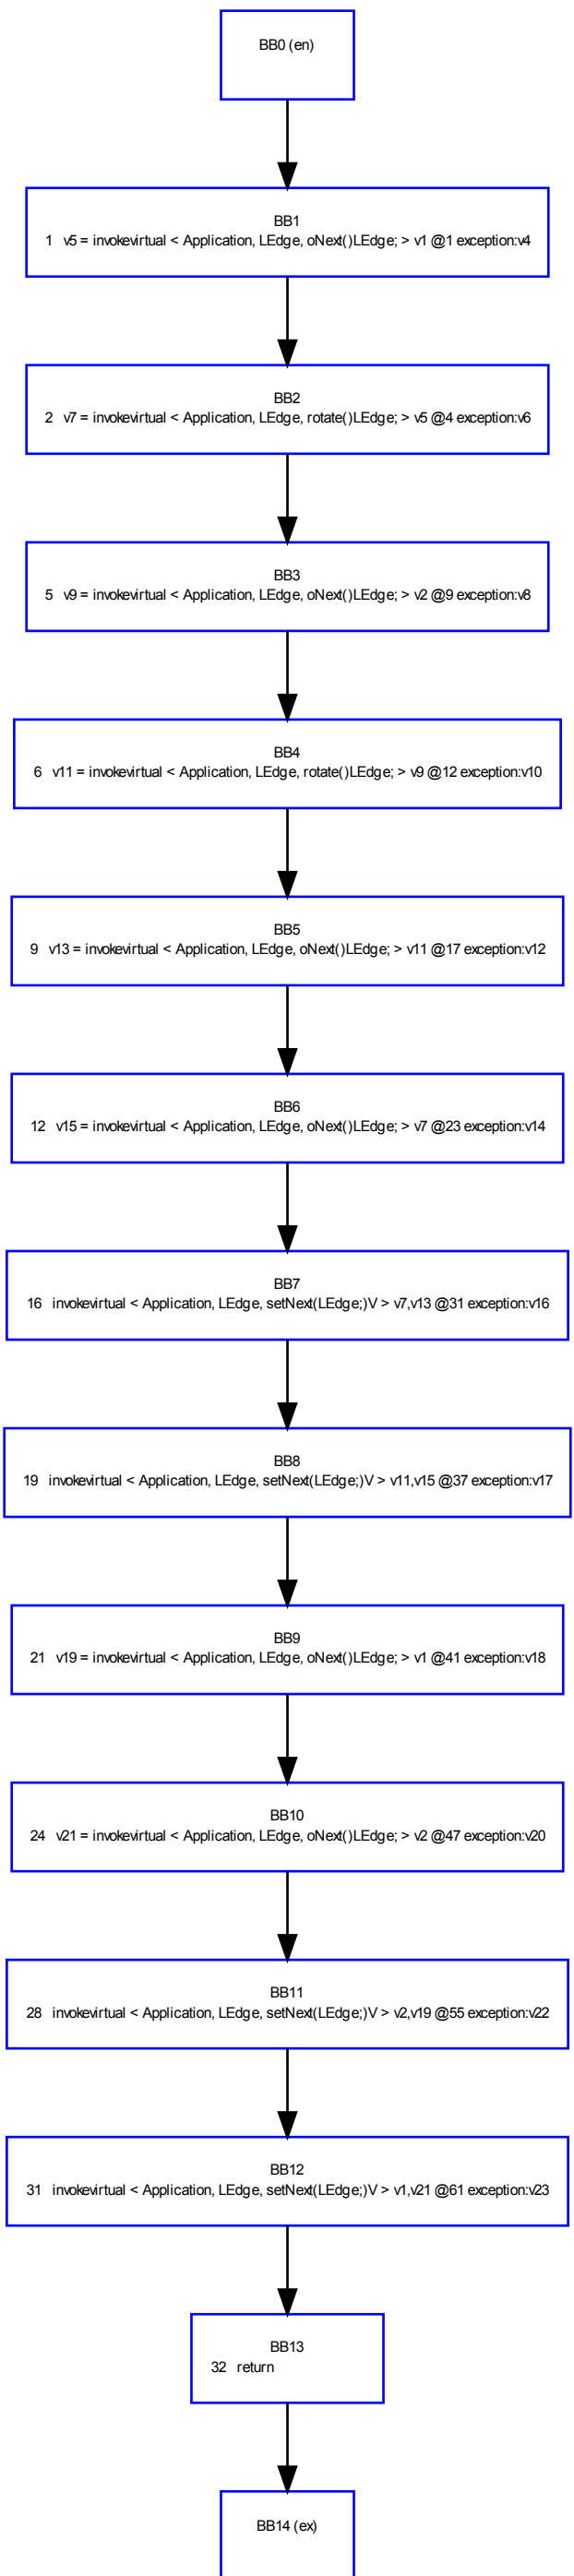 BB0 (en)
BB1
1 v5 = invokevirtual < Application, LEdge, oNext()LEdge; > v1 @1 exception:v4
BB2
2 v7 = invokevirtual < Application, LEdge, rotate()LEdge; > v5 @4 exception:v6
BB3
5 v9 = invokevirtual < Application, LEdge, oNext()LEdge; > v2 @9 exception:v8
BB4
6 v11 = invokevirtual < Application, LEdge, rotate()LEdge; > v9 @12 exception:v10
BB5
9 v13 = invokevirtual < Application, LEdge, oNext()LEdge; > v11 @17 exception:v12
BB6
12 v15 = invokevirtual < Application, LEdge, oNext()LEdge; > v7 @23 exception:v14
BB7
16 invokevirtual < Application, LEdge, setNext(LEdge;)V > v7,v13 @31 exception:v16
BB8
19 invokevirtual < Application, LEdge, setNext(LEdge;)V > v11,v15 @37 exception:v17
BB9
21 v19 = invokevirtual < Application, LEdge, oNext()LEdge; > v1 @41 exception:v18
BB10
24 v21 = invokevirtual < Application, LEdge, oNext()LEdge; > v2 @47 exception:v20
BB11
28 invokevirtual < Application, LEdge, setNext(LEdge;)V > v2,v19 @55 exception:v22
BB12
31 invokevirtual < Application, LEdge, setNext(LEdge;)V > v1,v21 @61 exception:v23
BB13
32 return
BB14 (ex)